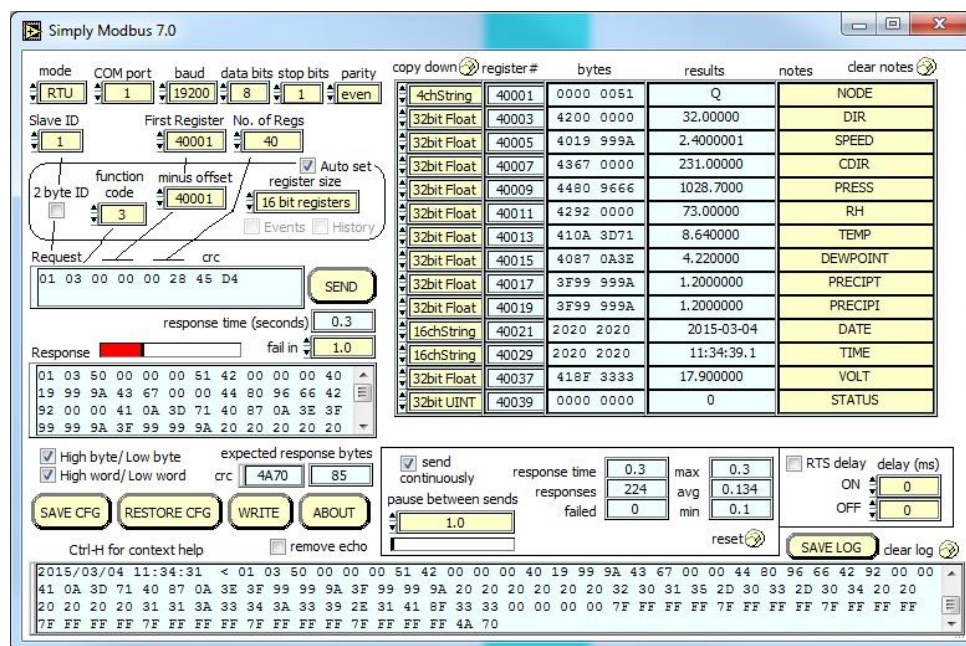 Simply Modbus 7.0
mode COM port baud data bits stop bits parity
RTU 1 19200 8 1 even
Slave ID First Register No. of Regs
1 40001 40
Auto set
2 byte ID function code minus offset register size
3 40001 16 bit registers
Events History
Request crc
01 03 00 00 00 28 45 D4
SEND
response time (seconds) 0.3
Response fail in 1.0
01 03 50 00 00 00 51 42 00 00 00 40
19 99 9A 43 67 00 00 44 80 96 66 42
92 00 00 41 0A 3D 71 40 87 0A 3E 3F
99 99 9A 3F 99 99 9A 20 20 20 20 20
High byte/Low byte expected response bytes
High word/Low word crc 4A70 85
SAVE CFG RESTORE CFG WRITE ABOUT
Ctrl-H for context help remove echo
copy down register# bytes results notes clear notes
4chString 40001 0000 0051 Q NODE
32bit Float 40003 4200 0000 32.00000 DIR
32bit Float 40005 4019 999A 2.4000001 SPEED
32bit Float 40007 4367 0000 231.00000 CDIR
32bit Float 40009 4480 9666 1028.7000 PRESS
32bit Float 40011 4292 0000 73.00000 RH
32bit Float 40013 410A 3D71 8.640000 TEMP
32bit Float 40015 4087 0A3E 4.220000 DEWPOINT
32bit Float 40017 3F99 999A 1.2000000 PRECIPT
32bit Float 40019 3F99 999A 1.2000000 PRECIPI
16chString 40021 2020 2020 2015-03-04 DATE
16chString 40029 2020 2020 11:34:39.1 TIME
32bit Float 40037 418F 3333 17.900000 VOLT
32bit UINT 40039 0000 0000 0 STATUS
send continuously
pause between sends
1.0
response time 0.3 max 0.3
responses 224 avg 0.134
failed 0 min 0.1
reset
RTS delay delay (ms)
ON 0
OFF 0
SAVE LOG clear log
2015/03/04 11:34:31 < 01 03 50 00 00 00 51 42 00 00 00 40 19 99 9A 43 67 00 00 44 80 96 66 42 92 00 00
41 0A 3D 71 40 87 0A 3E 3F 99 99 9A 3F 99 99 9A 20 20 20 20 20 20 32 30 31 35 2D 30 33 2D 30 34 20 20
20 20 20 20 31 31 3A 33 34 3A 33 39 2E 31 41 8F 33 33 00 00 00 00 7F FF FF FF 7F FF FF FF 7F FF FF FF
7F FF FF FF 7F FF FF FF 7F FF FF FF 7F FF FF FF 4A 70